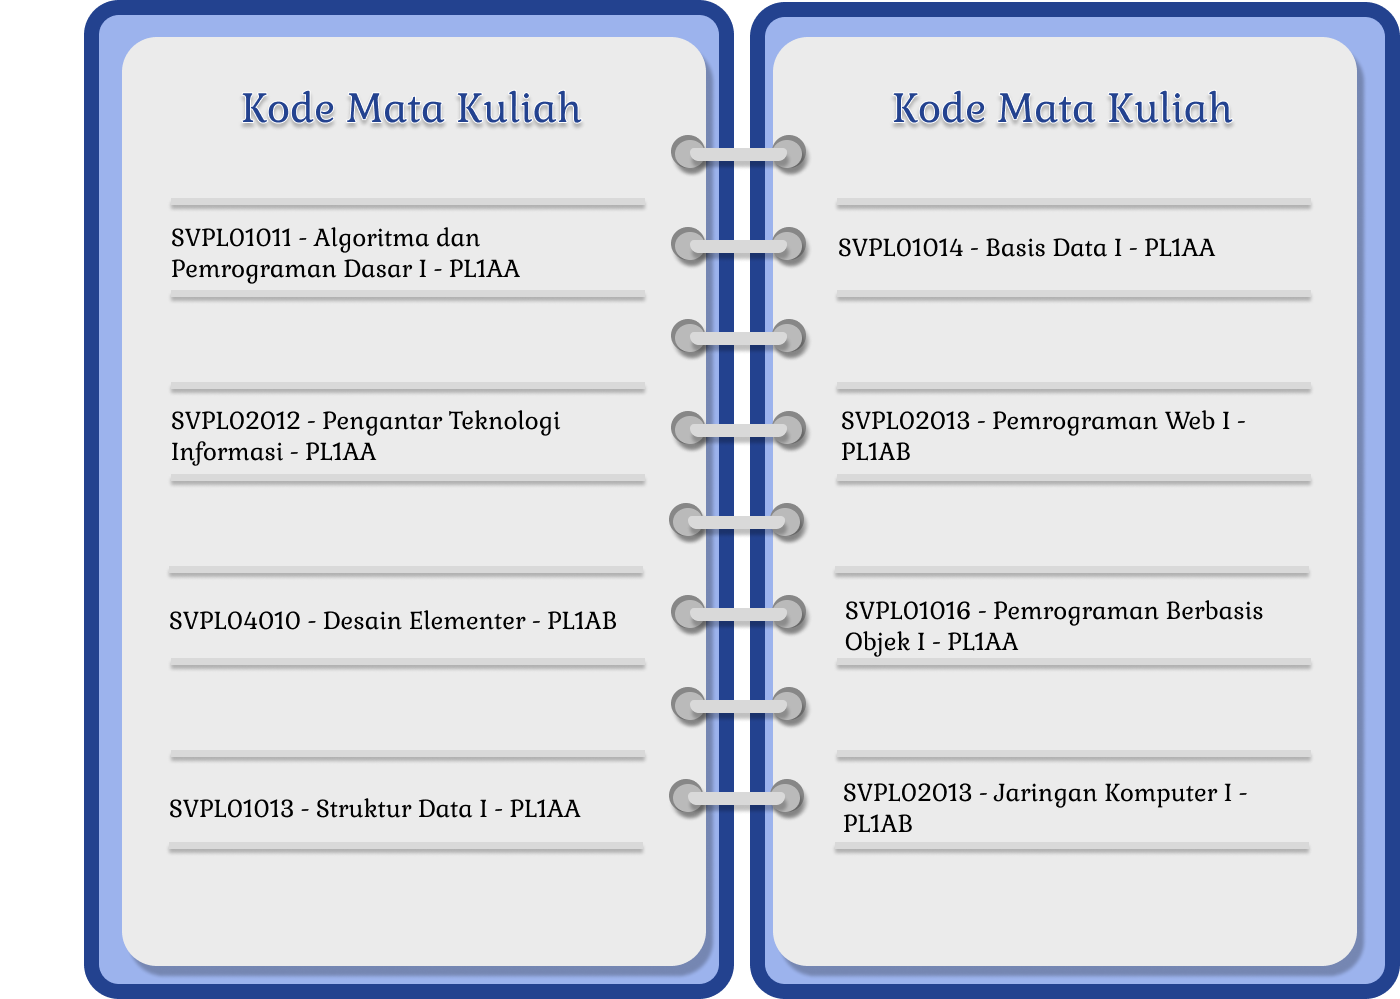 Kode Mata Kuliah
SVPL01011 - Algoritma dan
Pemrograman Dasar I - PL1AA
SVPL02012 - Pengantar Teknologi
Informasi - PL1AA
SVPL04010 - Desain Elementer - PL1AB
SVPL01013 - Struktur Data I - PL1AA
Kode Mata Kuliah
SVPL01014 - Basis Data I - PL1AA
SVPL02013 - Pemrograman Web I -
PL1AB
SVPL01016 - Pemrograman Berbasis
Objek I - PL1AA
SVPL02013 - Jaringan Komputer I -
PL1AB